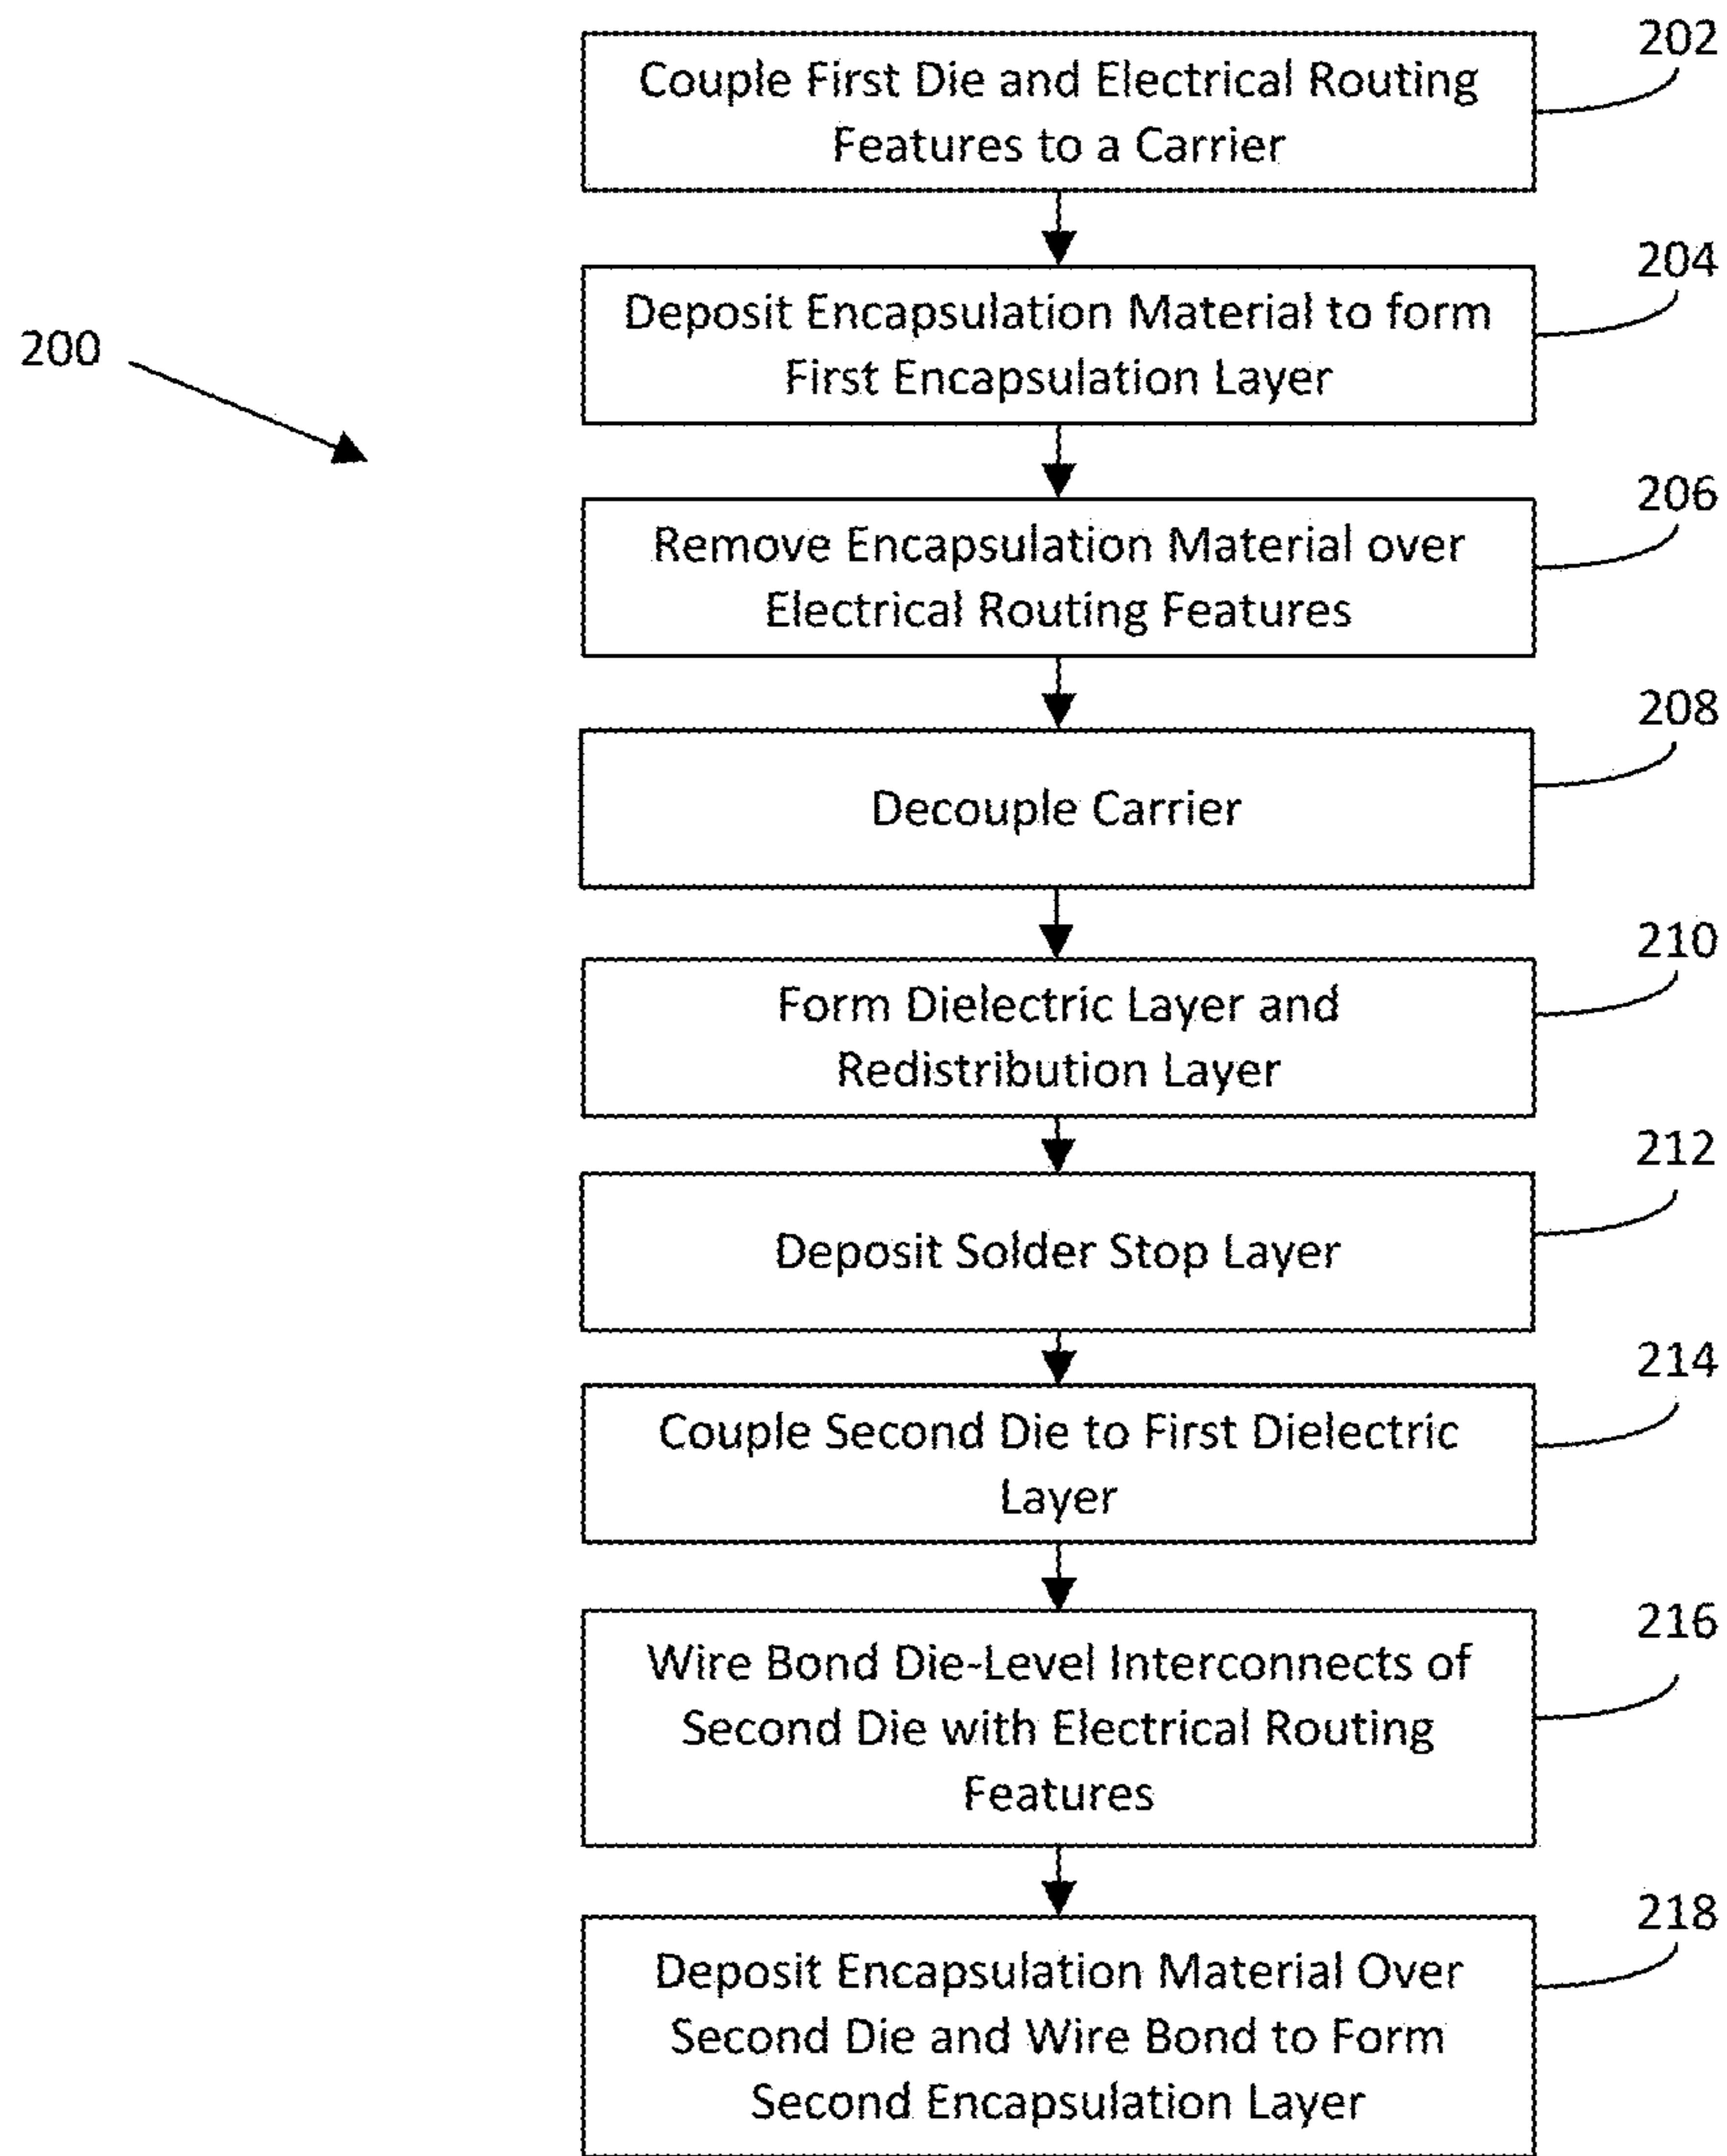 202
Couple First Die and Electrical Routing
Features to a Carrier
204
Deposit Encapsulation Material to form
First Encapsulation Layer
200
206
Remove Encapsulation Material over
Electrical Routing Features
208
Decouple Carrier
210
Form Dielectric Layer and
Redistribution Layer
212
Deposit Solder Stop Layer
214
Couple Second Die to First Dielectric
Layer
216
Wire Bond Die-Level Interconnects of
Second Die with Electrical Routing
Features
218
Deposit Encapsulation Material Over
Second Die and Wire Bond to Form
Second Encapsulation Layer